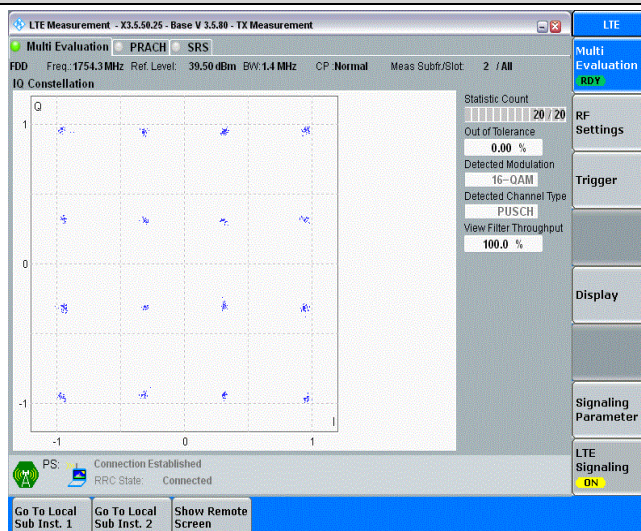 LTE Measurement - X3.5.50.25 - Base V 3.5.80 - TX Measurement
LTE
Multi Evaluation PRACH SRS
Multi
Evaluation
RDY
FDD Freq.:1754.3 MHz Ref. Level: 39.50 dBm BW:1.4 MHz CP :Normal Meas Subfr./Slot: 2 / All
IQ Constellation
Q
1
0
-1
-1 0 1
I
Statistic Count
20 / 20
Out of Tolerance
0.00 %
Detected Modulation
16-QAM
Detected Channel Type
PUSCH
View Filter Throughput
100.0 %
RF
Settings
Trigger
Display
Signaling
Parameter
LTE
Signaling
ON
PS: Connection Established
RRC State: Connected
Go To Local
Sub Inst. 1
Go To Local
Sub Inst. 2
Show Remote
Screen